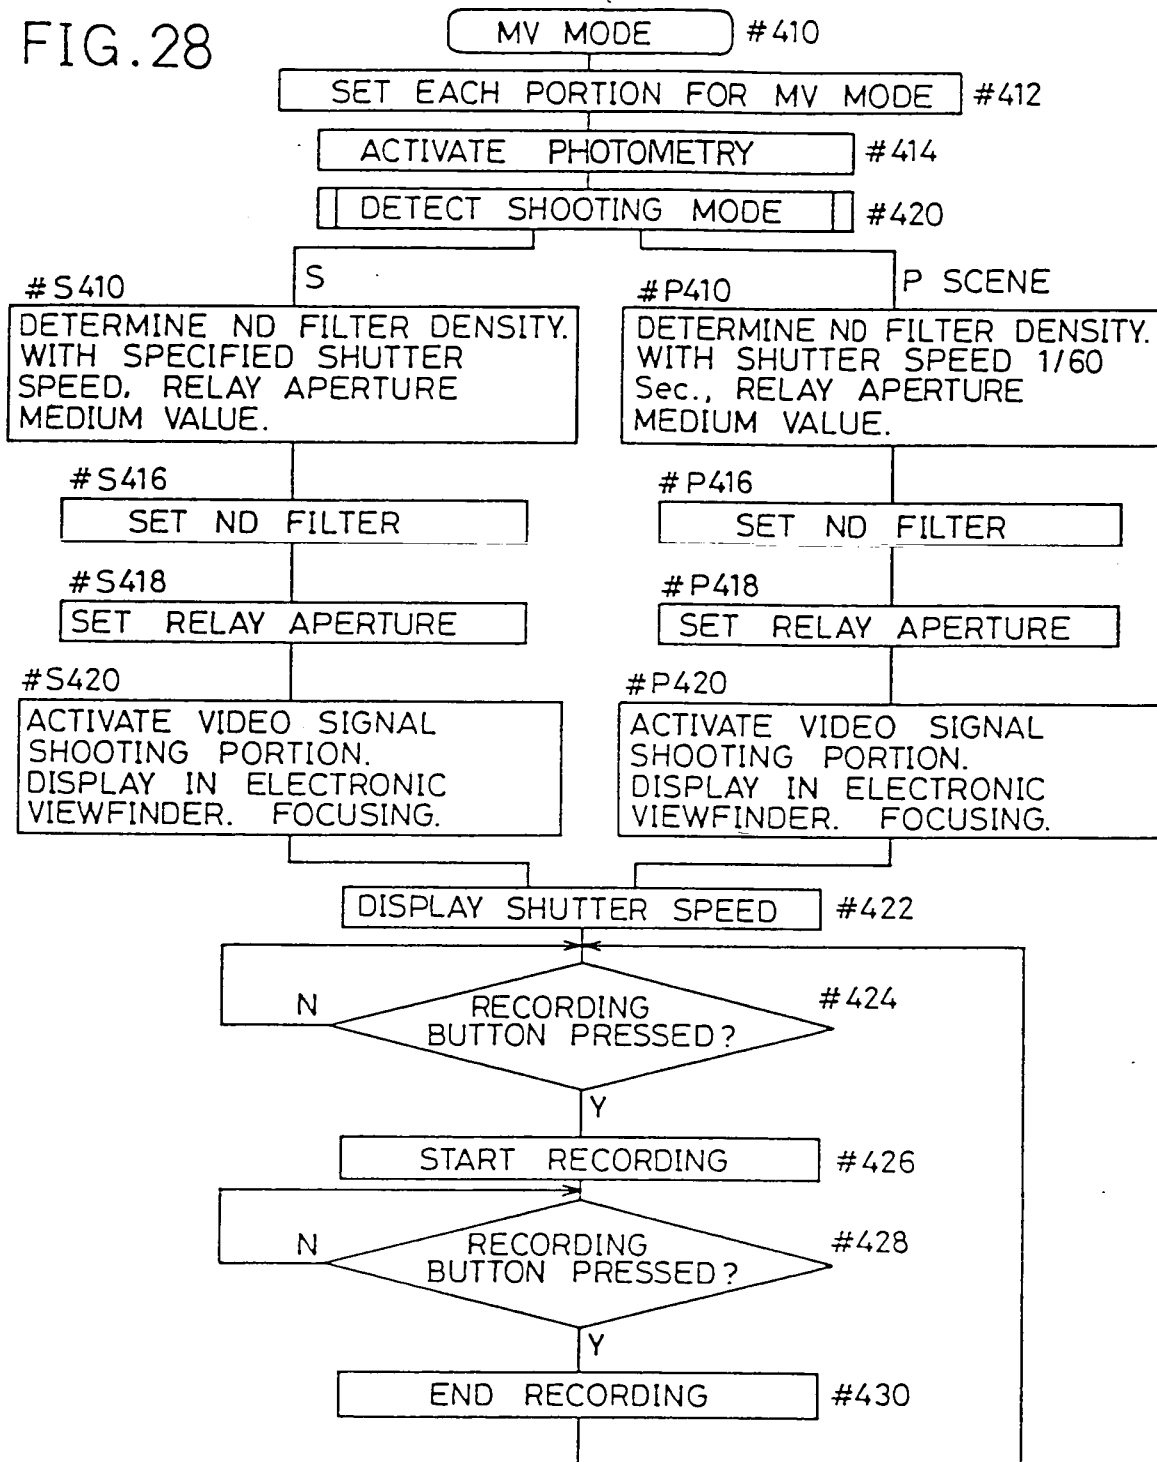 FIG.28
MV MODE #410
SET EACH PORTION FOR MV MODE #412
ACTIVATE PHOTOMETRY #414
DETECT SHOOTING MODE #420
S
#S410
DETERMINE ND FILTER DENSITY.
WITH SPECIFIED SHUTTER
SPEED. RELAY APERTURE
MEDIUM VALUE.
#S416
SET ND FILTER
#S418
SET RELAY APERTURE
#S420
ACTIVATE VIDEO SIGNAL
SHOOTING PORTION.
DISPLAY IN ELECTRONIC
VIEWFINDER. FOCUSING.
P SCENE
#P410
DETERMINE ND FILTER DENSITY.
WITH SHUTTER SPEED 1/60
Sec., RELAY APERTURE
MEDIUM VALUE.
#P416
SET ND FILTER
#P418
SET RELAY APERTURE
#P420
ACTIVATE VIDEO SIGNAL
SHOOTING PORTION.
DISPLAY IN ELECTRONIC
VIEWFINDER. FOCUSING.
DISPLAY SHUTTER SPEED #422
#424
N
RECORDING
BUTTON PRESSED?
Y
START RECORDING #426
#428
N
RECORDING
BUTTON PRESSED?
Y
END RECORDING #430